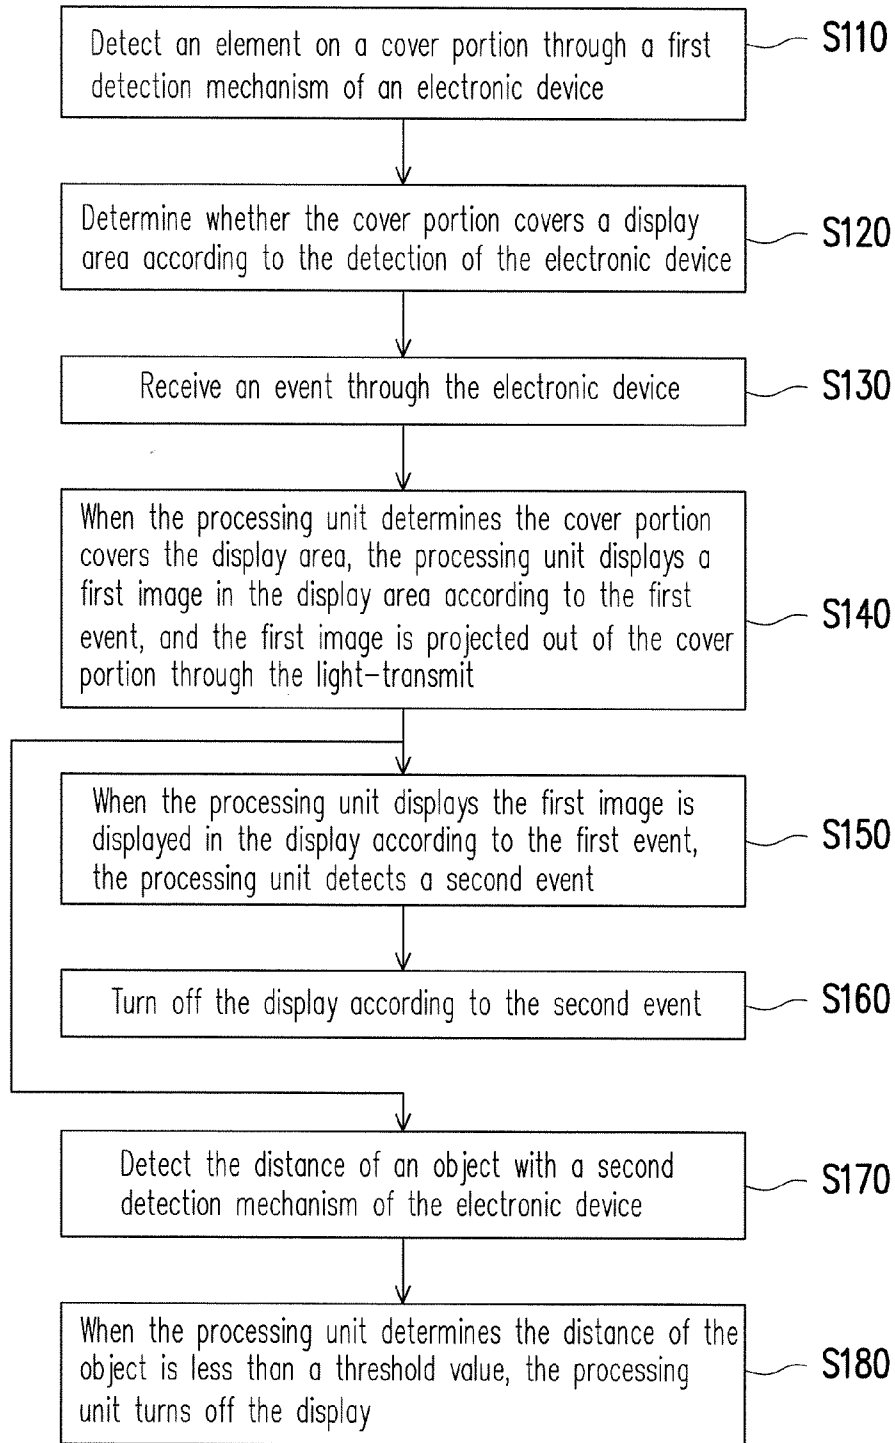 Detect an element on a cover portion through a first
detection mechanism of an electronic device
S110
Determine whether the cover portion covers a display
area according to the detection of the electronic device
S120
Receive an event through the electronic device
S130
When the processing unit determines the cover portion
covers the display area, the processing unit displays a
first image in the display area according to the first
event, and the first image is projected out of the cover
portion through the light-transmit
S140
When the processing unit displays the first image is
displayed in the display according to the first event,
the processing unit detects a second event
S150
Turn off the display according to the second event
S160
Detect the distance of an object with a second
detection mechanism of the electronic device
S170
When the processing unit determines the distance of the
object is less than a threshold value, the processing
unit turns off the display
S180